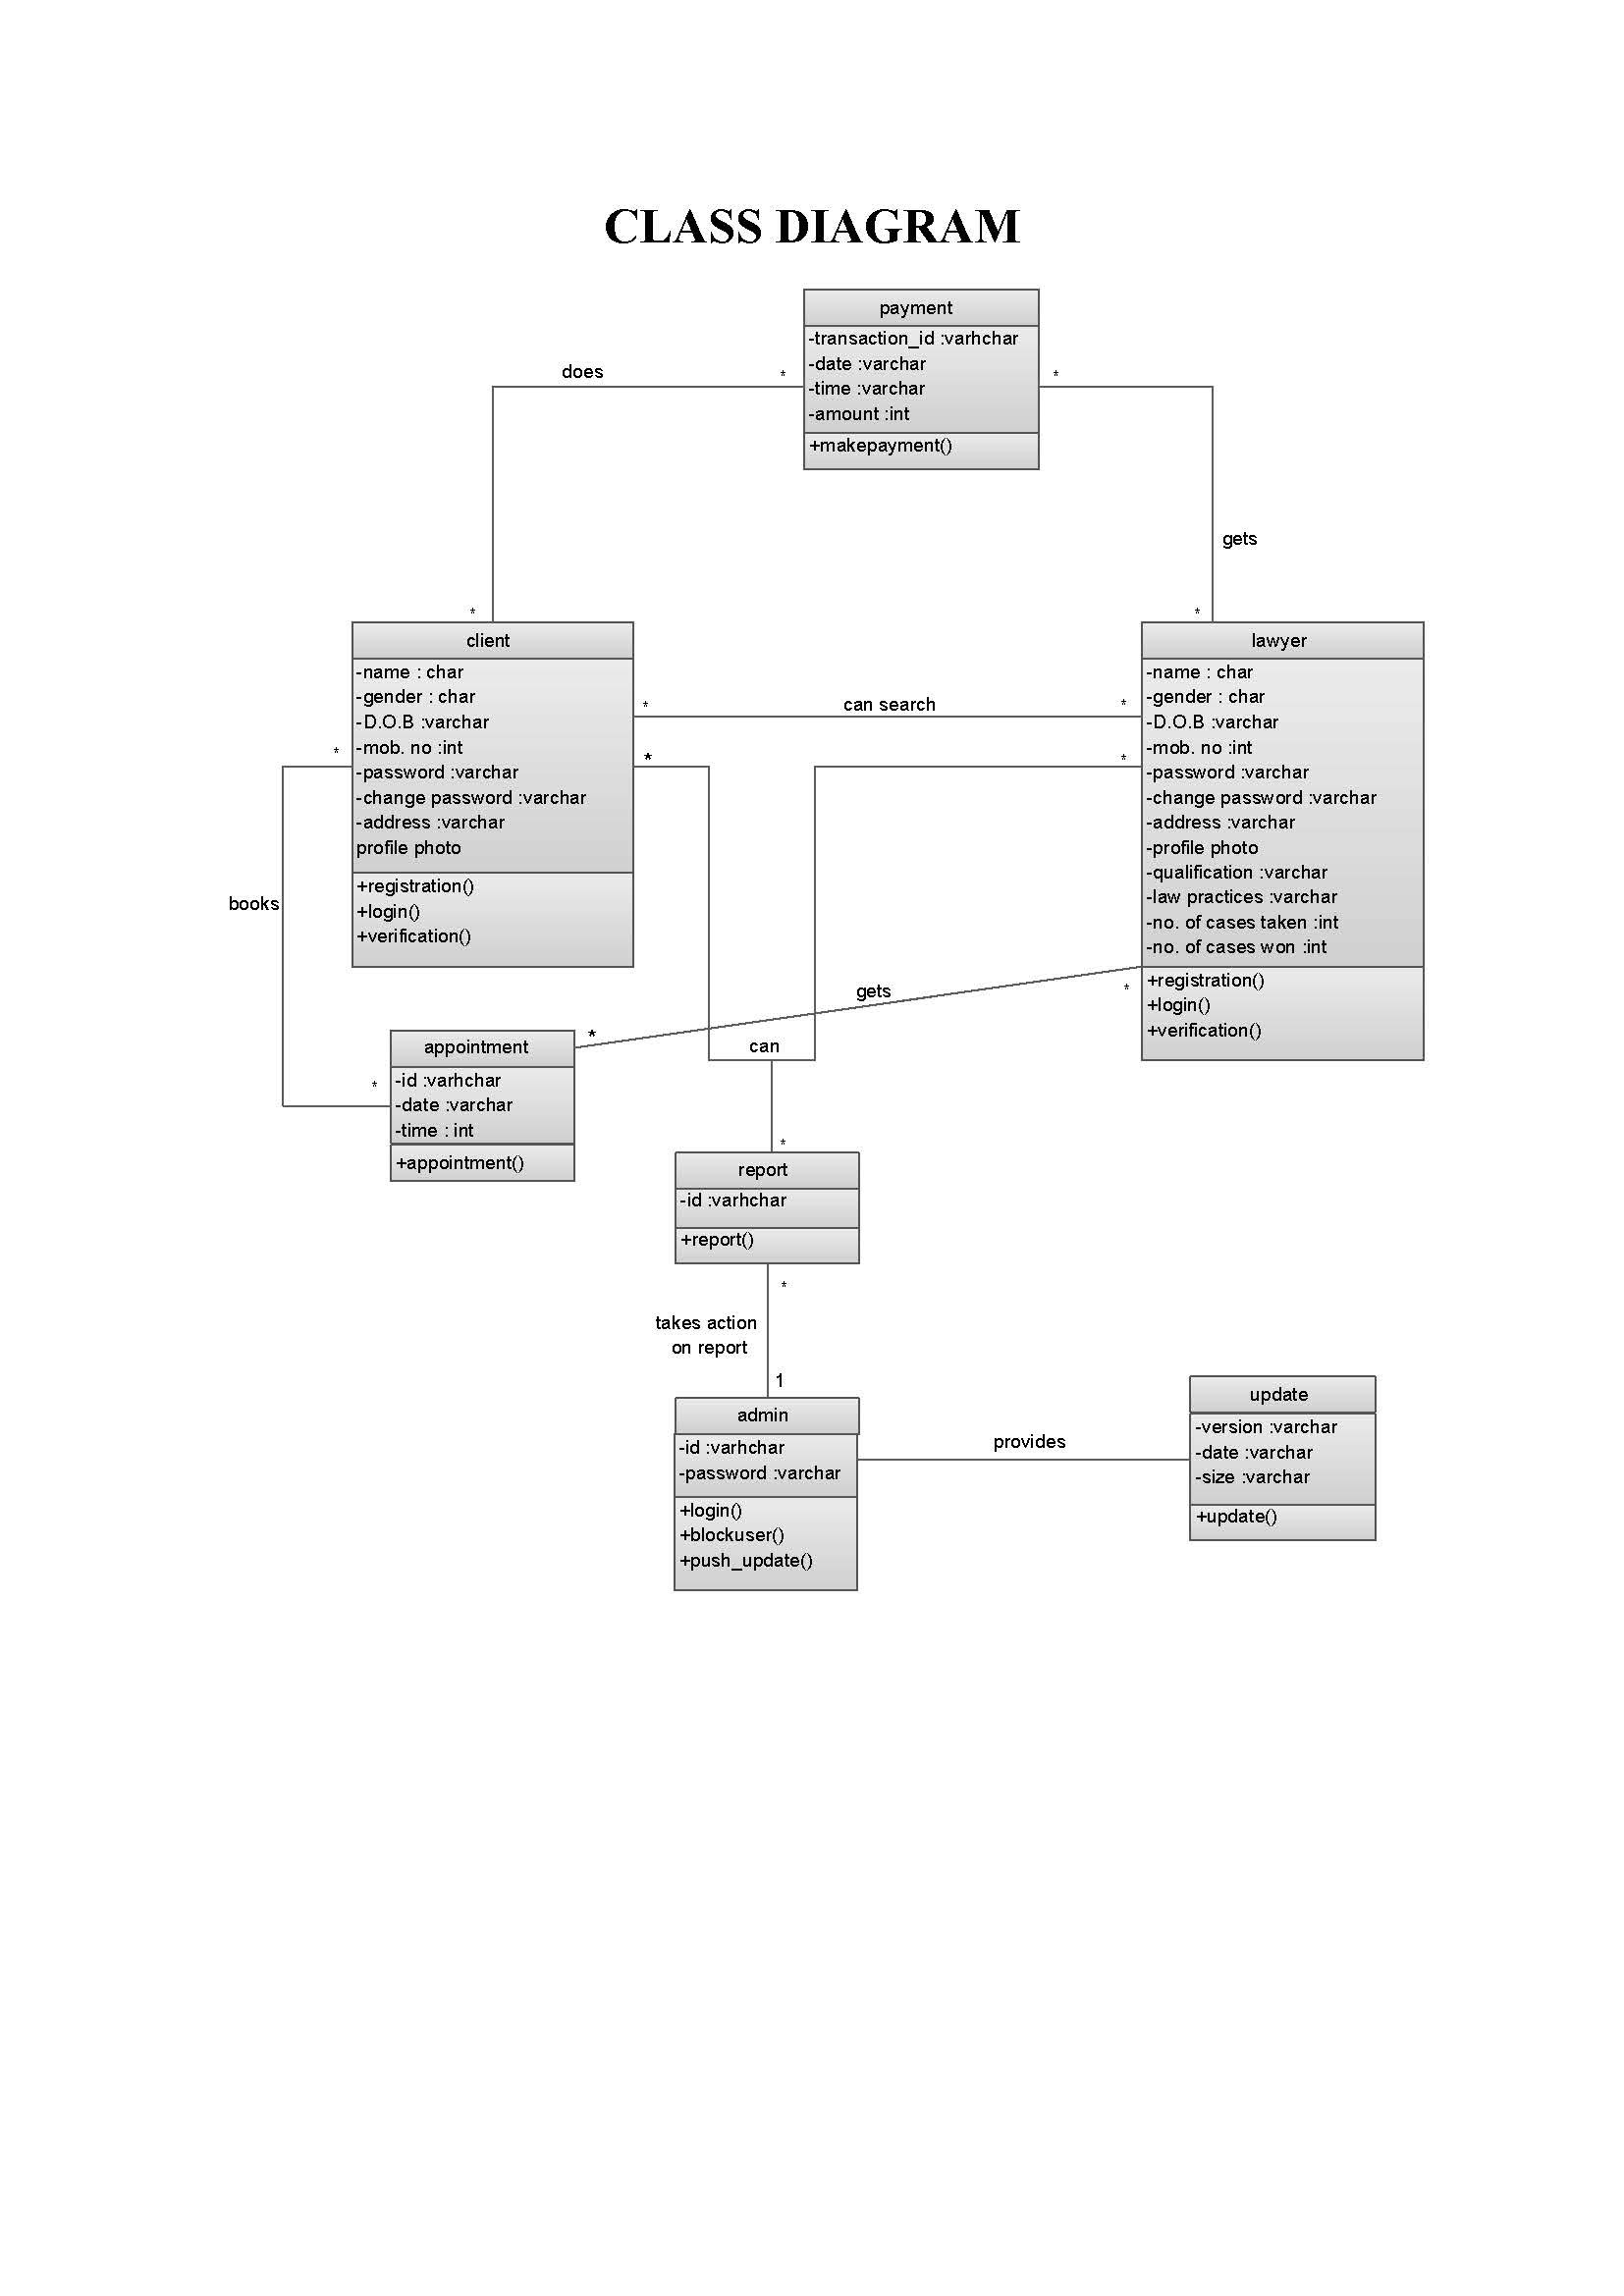 CLASS DIAGRAM
payment
-transaction_id :varhchar
-date :varchar
-time :varchar
-amount :int
+makepayment()
does
*
*
*
gets
*
client
-name : char
-gender : char
-D.O.B :varchar
-mob. no :int
-password :varchar
-change password :varchar
-address :varchar
profile photo
+registration()
+login()
+verification()
lawyer
-name : char
-gender : char
-D.O.B :varchar
-mob. no :int
-password :varchar
-change password :varchar
-address :varchar
-profile photo
-qualification :varchar
-law practices :varchar
-no. of cases taken :int
-no. of cases won :int
+registration()
+login()
+verification()
*
can search
*
*
*
*
books
*
gets
*
*
can
*
appointment
-id :varhchar
-date :varchar
-time : int
+appointment()
report
-id :varhchar
+report()
*
takes action
on report
1
admin
-id :varhchar
-password :varchar
+login()
+blockuser()
+push_update()
provides
update
-version :varchar
-date :varchar
-size :varchar
+update()